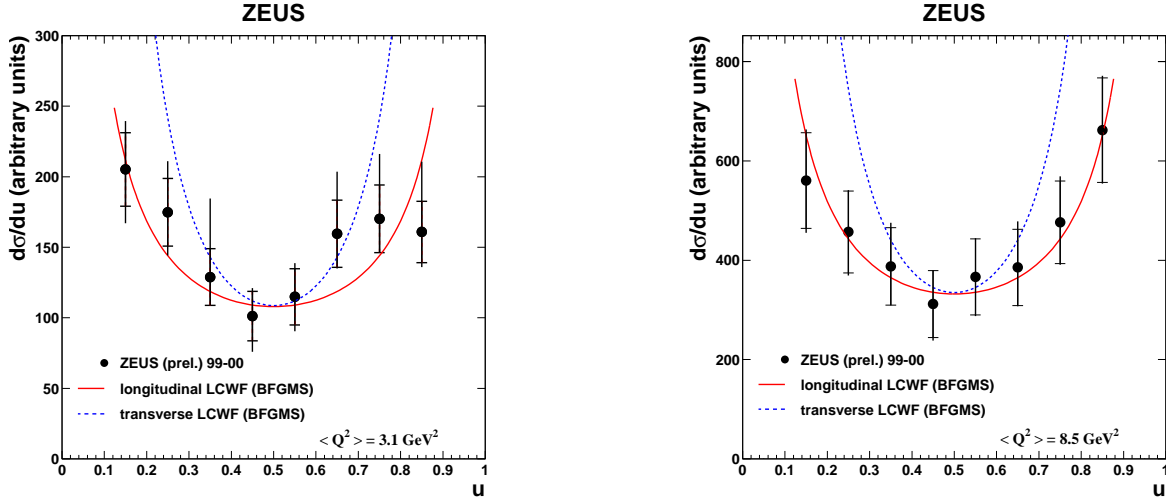 ZEUS
dσ/du (arbitrary units)
300
250
200
150
100
50
0
ZEUS (prel.) 99-00
longitudinal LCWF (BFGMS)
transverse LCWF (BFGMS)
< Q² > = 3.1 GeV²
0 0.1 0.2 0.3 0.4 0.5 0.6 0.7 0.8 0.9 1
u
ZEUS
dσ/du (arbitrary units)
800
600
400
200
0
ZEUS (prel.) 99-00
longitudinal LCWF (BFGMS)
transverse LCWF (BFGMS)
< Q² > = 8.5 GeV²
0 0.1 0.2 0.3 0.4 0.5 0.6 0.7 0.8 0.9 1
u